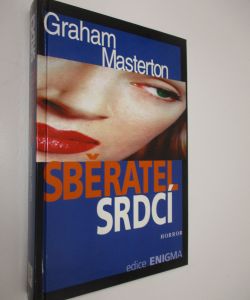 Graham
Masterton
SBĚRATEL
SRDCÍ
HORROR
edice ENIGMA